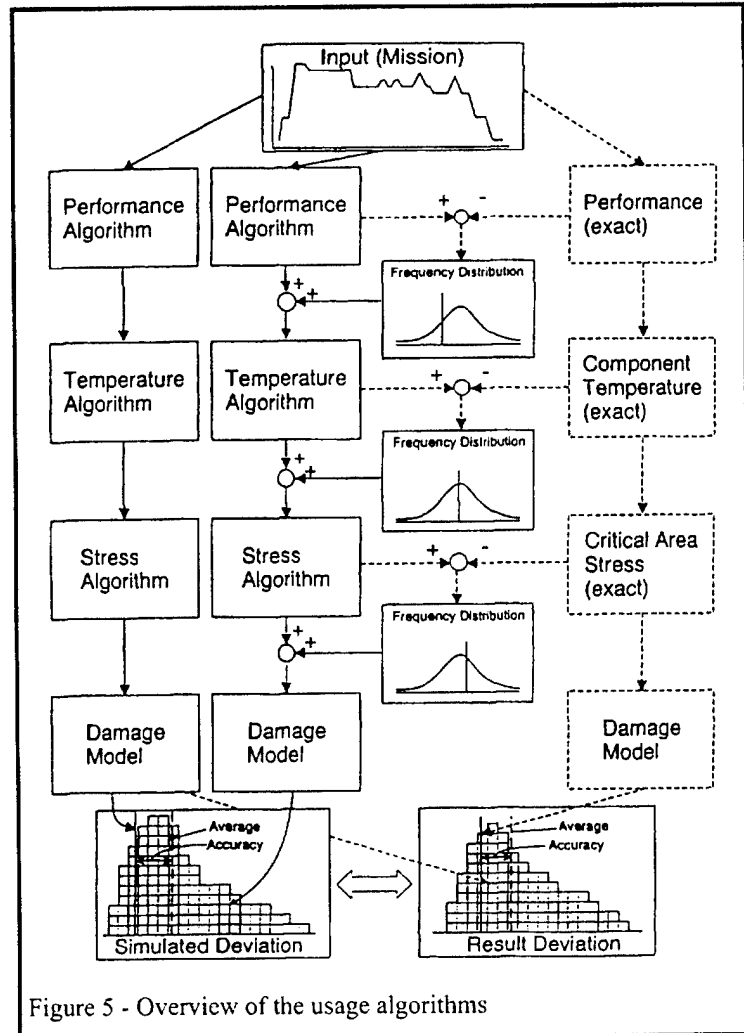 Input (Mission)
Performance
Algorithm
Performance
Algorithm
+
-
Performance
(exact)
Frequency Distribution
+
+
Temperature
Algorithm
Temperature
Algorithm
+
-
Component
Temperature
(exact)
Frequency Distribution
+
+
Stress
Algorithm
Stress
Algorithm
+
-
Critical Area
Stress
(exact)
Frequency Distribution
+
+
Damage
Model
Damage
Model
Damage
Model
Average
Accuracy
Simulated Deviation
Average
Accuracy
Result Deviation
Figure 5 - Overview of the usage algorithms